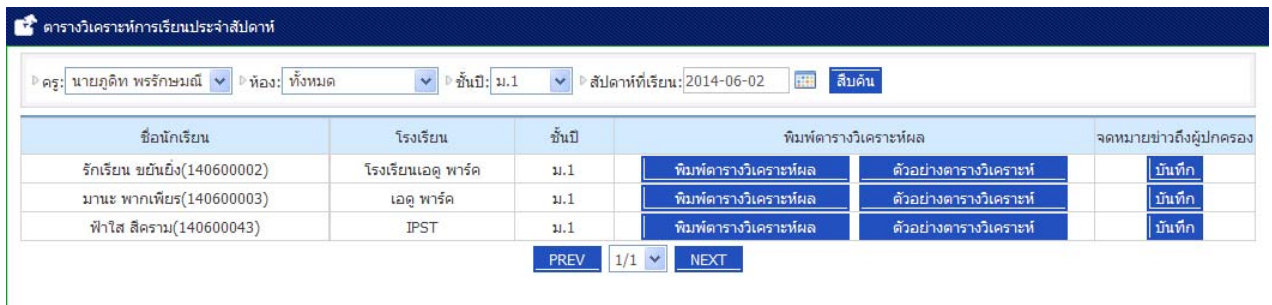 ตารางวิเคราะห์การเรียนประจำสัปดาห์
ครู: นายภูดิท พรรักษมณี ห้อง: ทั้งหมด ชั้นปี: ม.1 สัปดาห์ที่เรียน: 2014-06-02 สืบค้น
ชื่อนักเรียน โรงเรียน ชั้นปี พิมพ์ตารางวิเคราะห์ผล จดหมายข่าวถึงผู้ปกครอง
รักเรียน ขยันยิ่ง(140600002) โรงเรียนเอดู พาร์ค ม.1 พิมพ์ตารางวิเคราะห์ผล ตัวอย่างตารางวิเคราะห์ บันทึก
มานะ พากเพียร(140600003) เอดู พาร์ค ม.1 พิมพ์ตารางวิเคราะห์ผล ตัวอย่างตารางวิเคราะห์ บันทึก
ฟ้าใส สีคราม(140600043) IPST ม.1 พิมพ์ตารางวิเคราะห์ผล ตัวอย่างตารางวิเคราะห์ บันทึก
PREV 1/1 NEXT